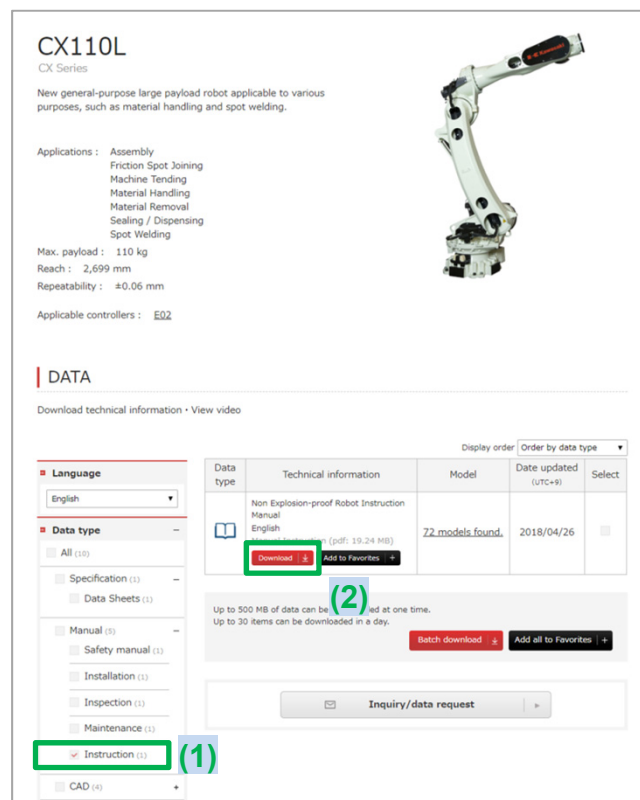 CX110L
CX Series
New general-purpose large payload robot applicable to various
purposes, such as material handling and spot welding.
Applications : Assembly
Friction Spot Joining
Machine Tending
Material Handling
Material Removal
Sealing / Dispensing
Spot Welding
Max. payload : 110 kg
Reach : 2,699 mm
Repeatability : ±0.06 mm
Applicable controllers : E02
DATA
Download technical information・View video
Display order Order by data type
Language
English
Data type −
All (10)
Specification (1) −
Data Sheets (1)
Manual (5) −
Safety manual (1)
Installation (1)
Inspection (1)
Maintenance (1)
Instruction (1)
(1)
CAD (4) +
Data type Technical information Model Date updated (UTC+9) Select
Non Explosion-proof Robot Instruction
Manual
English
Manual Instruction (pdf: 19.24 MB)
Download Add to Favorites +
72 models found. 2018/04/26
(2)
Up to 500 MB of data can be at one time.
Up to 30 items can be downloaded in a day.
Batch download Add all to Favorites +
Inquiry/data request